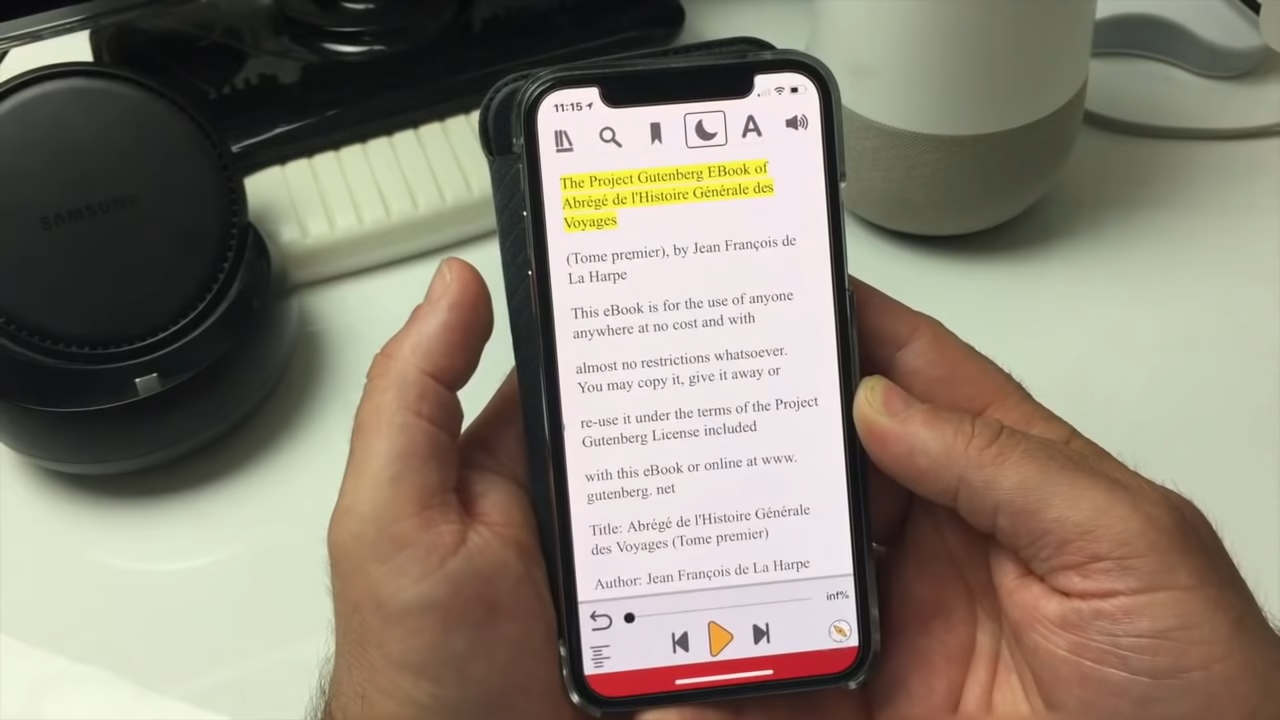 SAMSUNG
11:15
A
The Project Gutenberg EBook of
Abrégé de l'Histoire Générale des
Voyages
(Tome premier), by Jean François de
La Harpe
This eBook is for the use of anyone
anywhere at no cost and with
almost no restrictions whatsoever.
You may copy it, give it away or
re-use it under the terms of the Project
Gutenberg License included
with this eBook or online at www.
gutenberg. net
Title: Abrégé de l'Histoire Générale
des Voyages (Tome premier)
Author: Jean François de La Harpe
inf%